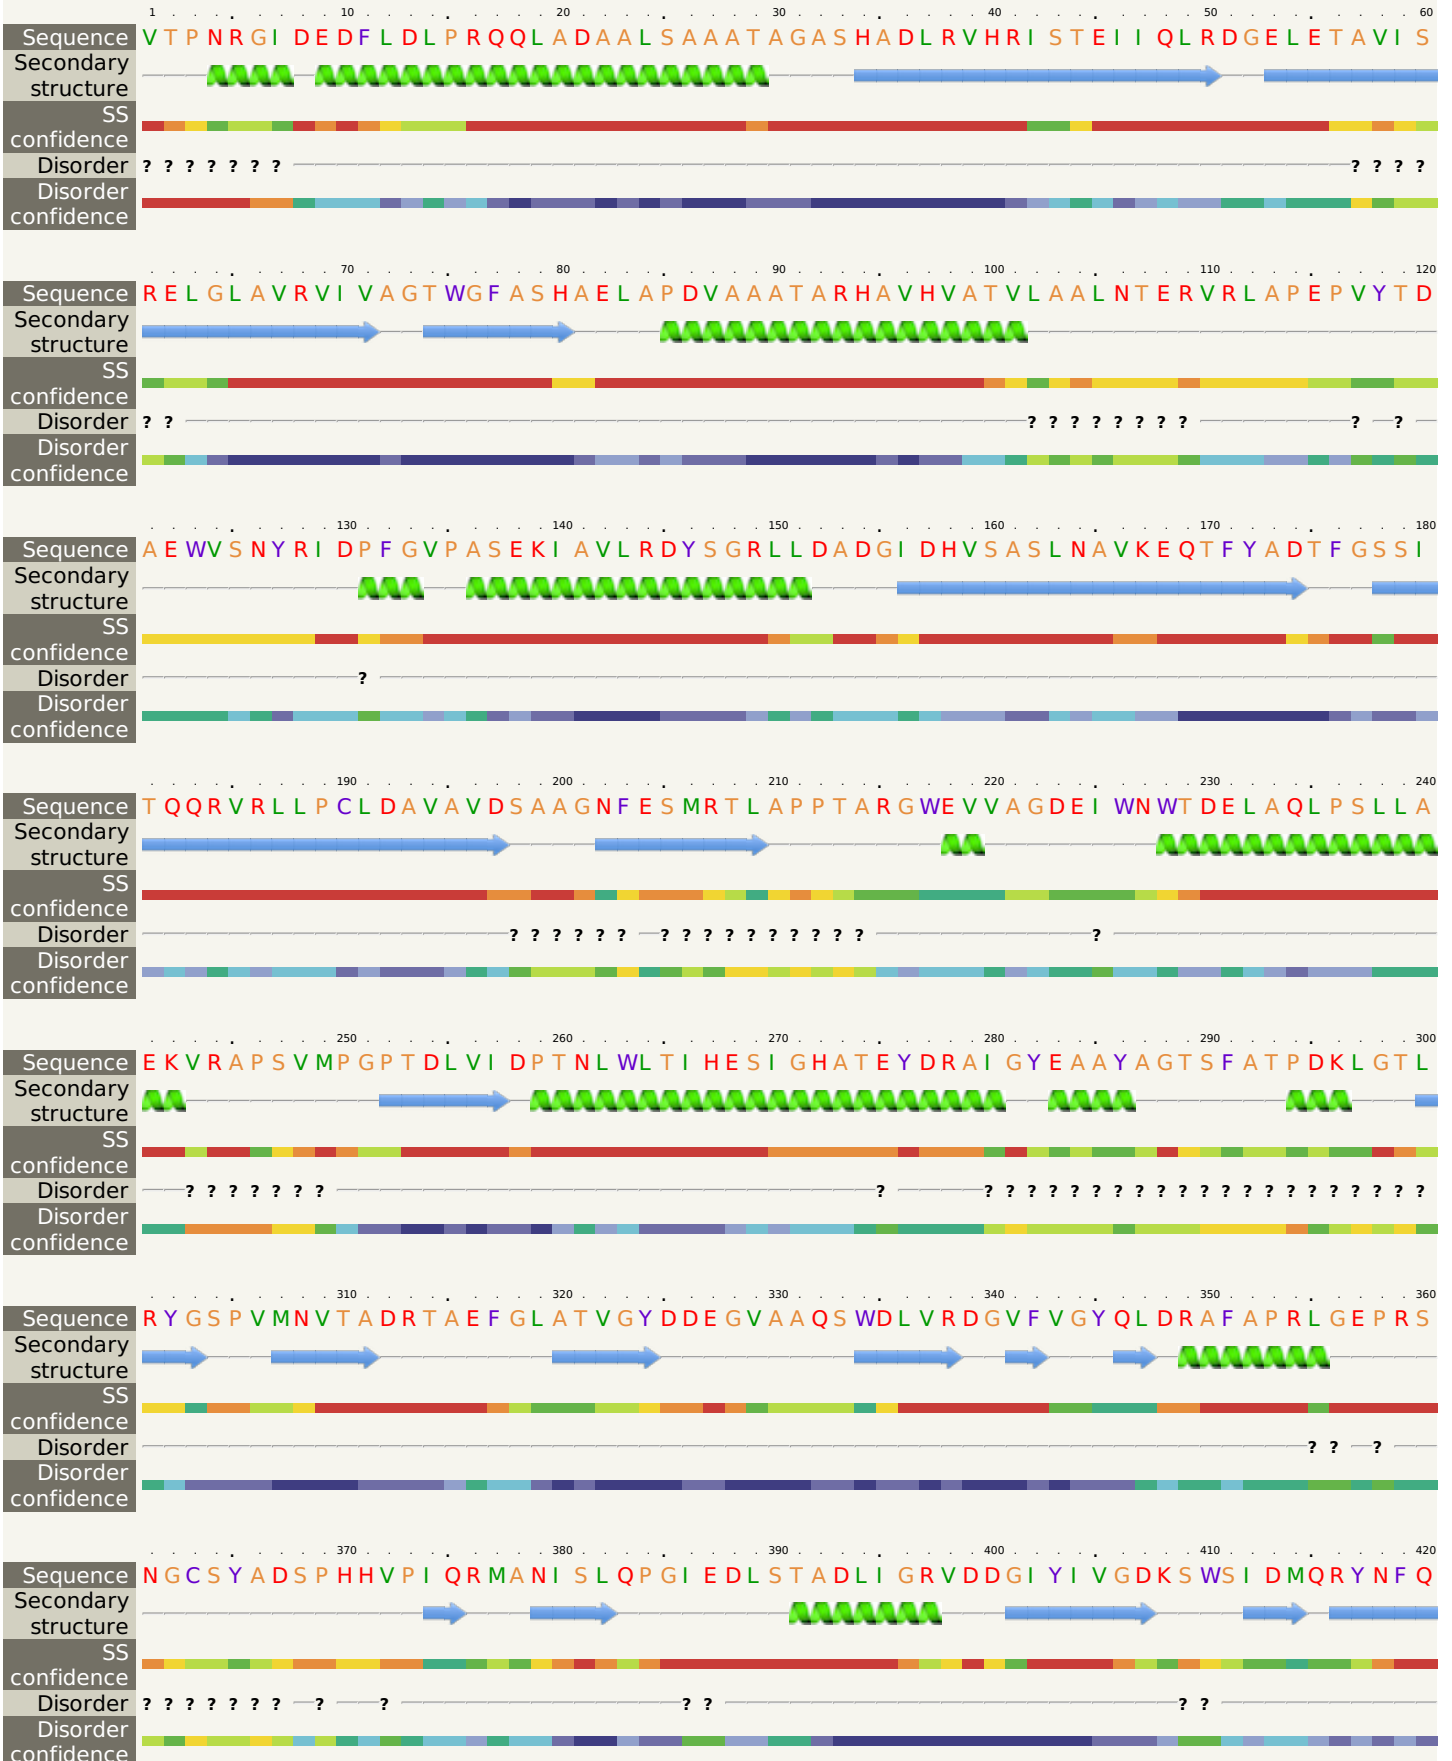 1 10 20 30 40 50 60
Sequence VTPNRGIDEDFLDLPRQQLADAALSAAATAGASHADLRVHRISTEIIQLRDGELETAVIS
Secondary
structure
SS
confidence
Disorder ? ? ? ? ? ? ? ? ? ? ?
Disorder
confidence
70 80 90 100 110 120
Sequence RELGLAVRVIVAGTWGFASHAELAPDVAAATARHAVHVATVLAALNTERVRLAPEPVYTD
Secondary
structure
SS
confidence
Disorder ? ? ? ? ? ? ? ? ? ? ? ?
Disorder
confidence
130 140 150 160 170 180
Sequence AEWVSNYRIDPFGVPASEKIAVLRDYSGRLLDADGIDHVSASLNAVKEQTFYADTFGSSI
Secondary
structure
SS
confidence
Disorder ?
Disorder
confidence
190 200 210 220 230 240
Sequence TQQRVRLLPCLDAVAVDSAAGNFESMRTLAPPTARGWEVVAGDEIWNWTDELAQLPSLLA
Secondary
structure
SS
confidence
Disorder ? ? ? ? ? ? ? ? ? ? ? ? ? ? ? ? ?
Disorder
confidence
250 260 270 280 290 300
Sequence EKVRAPSVMPGPTDLVIDPTNLWLTIHESIGHATEYDRAIGYEAAYAGTSFATPDKLGTL
Secondary
structure
SS
confidence
Disorder ? ? ? ? ? ? ? ? ? ? ? ? ? ? ? ? ? ? ? ? ? ? ? ? ? ? ? ? ?
Disorder
confidence
310 320 330 340 350 360
Sequence RYGSPVMNVTADRTAEFGLATVGYDDEGVAAQSWDLVRDGVFVGYQLDRAFAPRLGEPRS
Secondary
structure
SS
confidence
Disorder ? ? ?
Disorder
confidence
370 380 390 400 410 420
Sequence NGCSYADSPHHVPIQRMANISLQPGIEDLSTADLIGRVDDGIYIVGDKSWSIDMQRYNFQ
Secondary
structure
SS
confidence
Disorder ? ? ? ? ? ? ? ? ? ? ? ? ?
Disorder
confidence